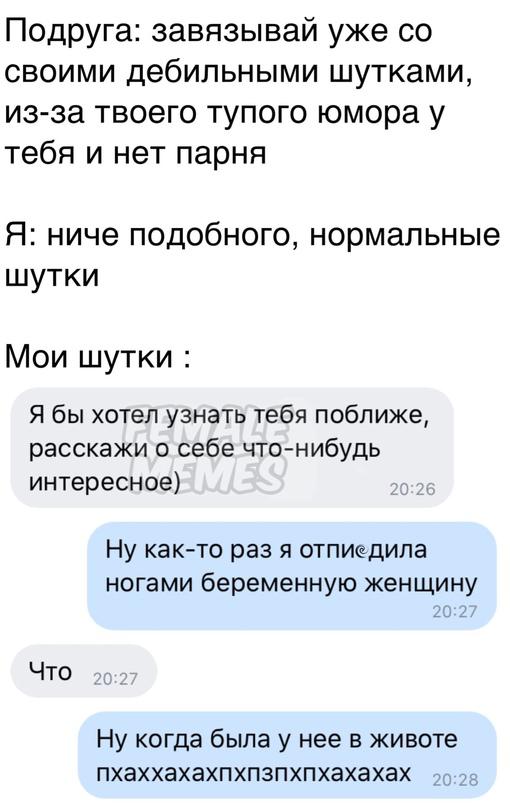 Подруга: завязывай уже со
своими дебильными шутками,
из-за твоего тупого юмора у
тебя и нет парня
Я: ниче подобного, нормальные
шутки
Мои шутки :
Я бы хотел узнать тебя поближе,
расскажи о себе что-нибудь
интересное)
20:26
FEMALE
MEMES
Ну как-то раз я отпиздила
ногами беременную женщину
20:27
Что 20:27
Ну когда была у нее в животе
пхаххахахпхпзпхпхахахах 20:28